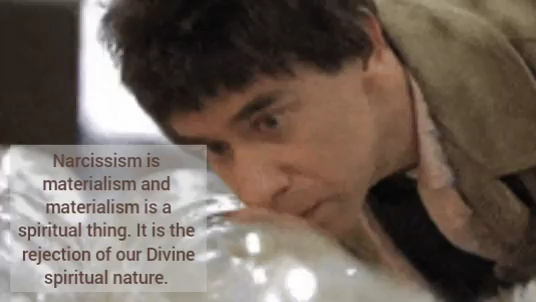 Narcissism is
materialism and
materialism is a
spiritual thing. It is the
rejection of our Divine
spiritual nature.